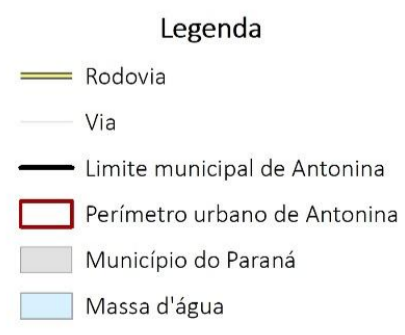 Legenda
Rodovia
Via
Limite municipal de Antonina
Perímetro urbano de Antonina
Município do Paraná
Massa d'água